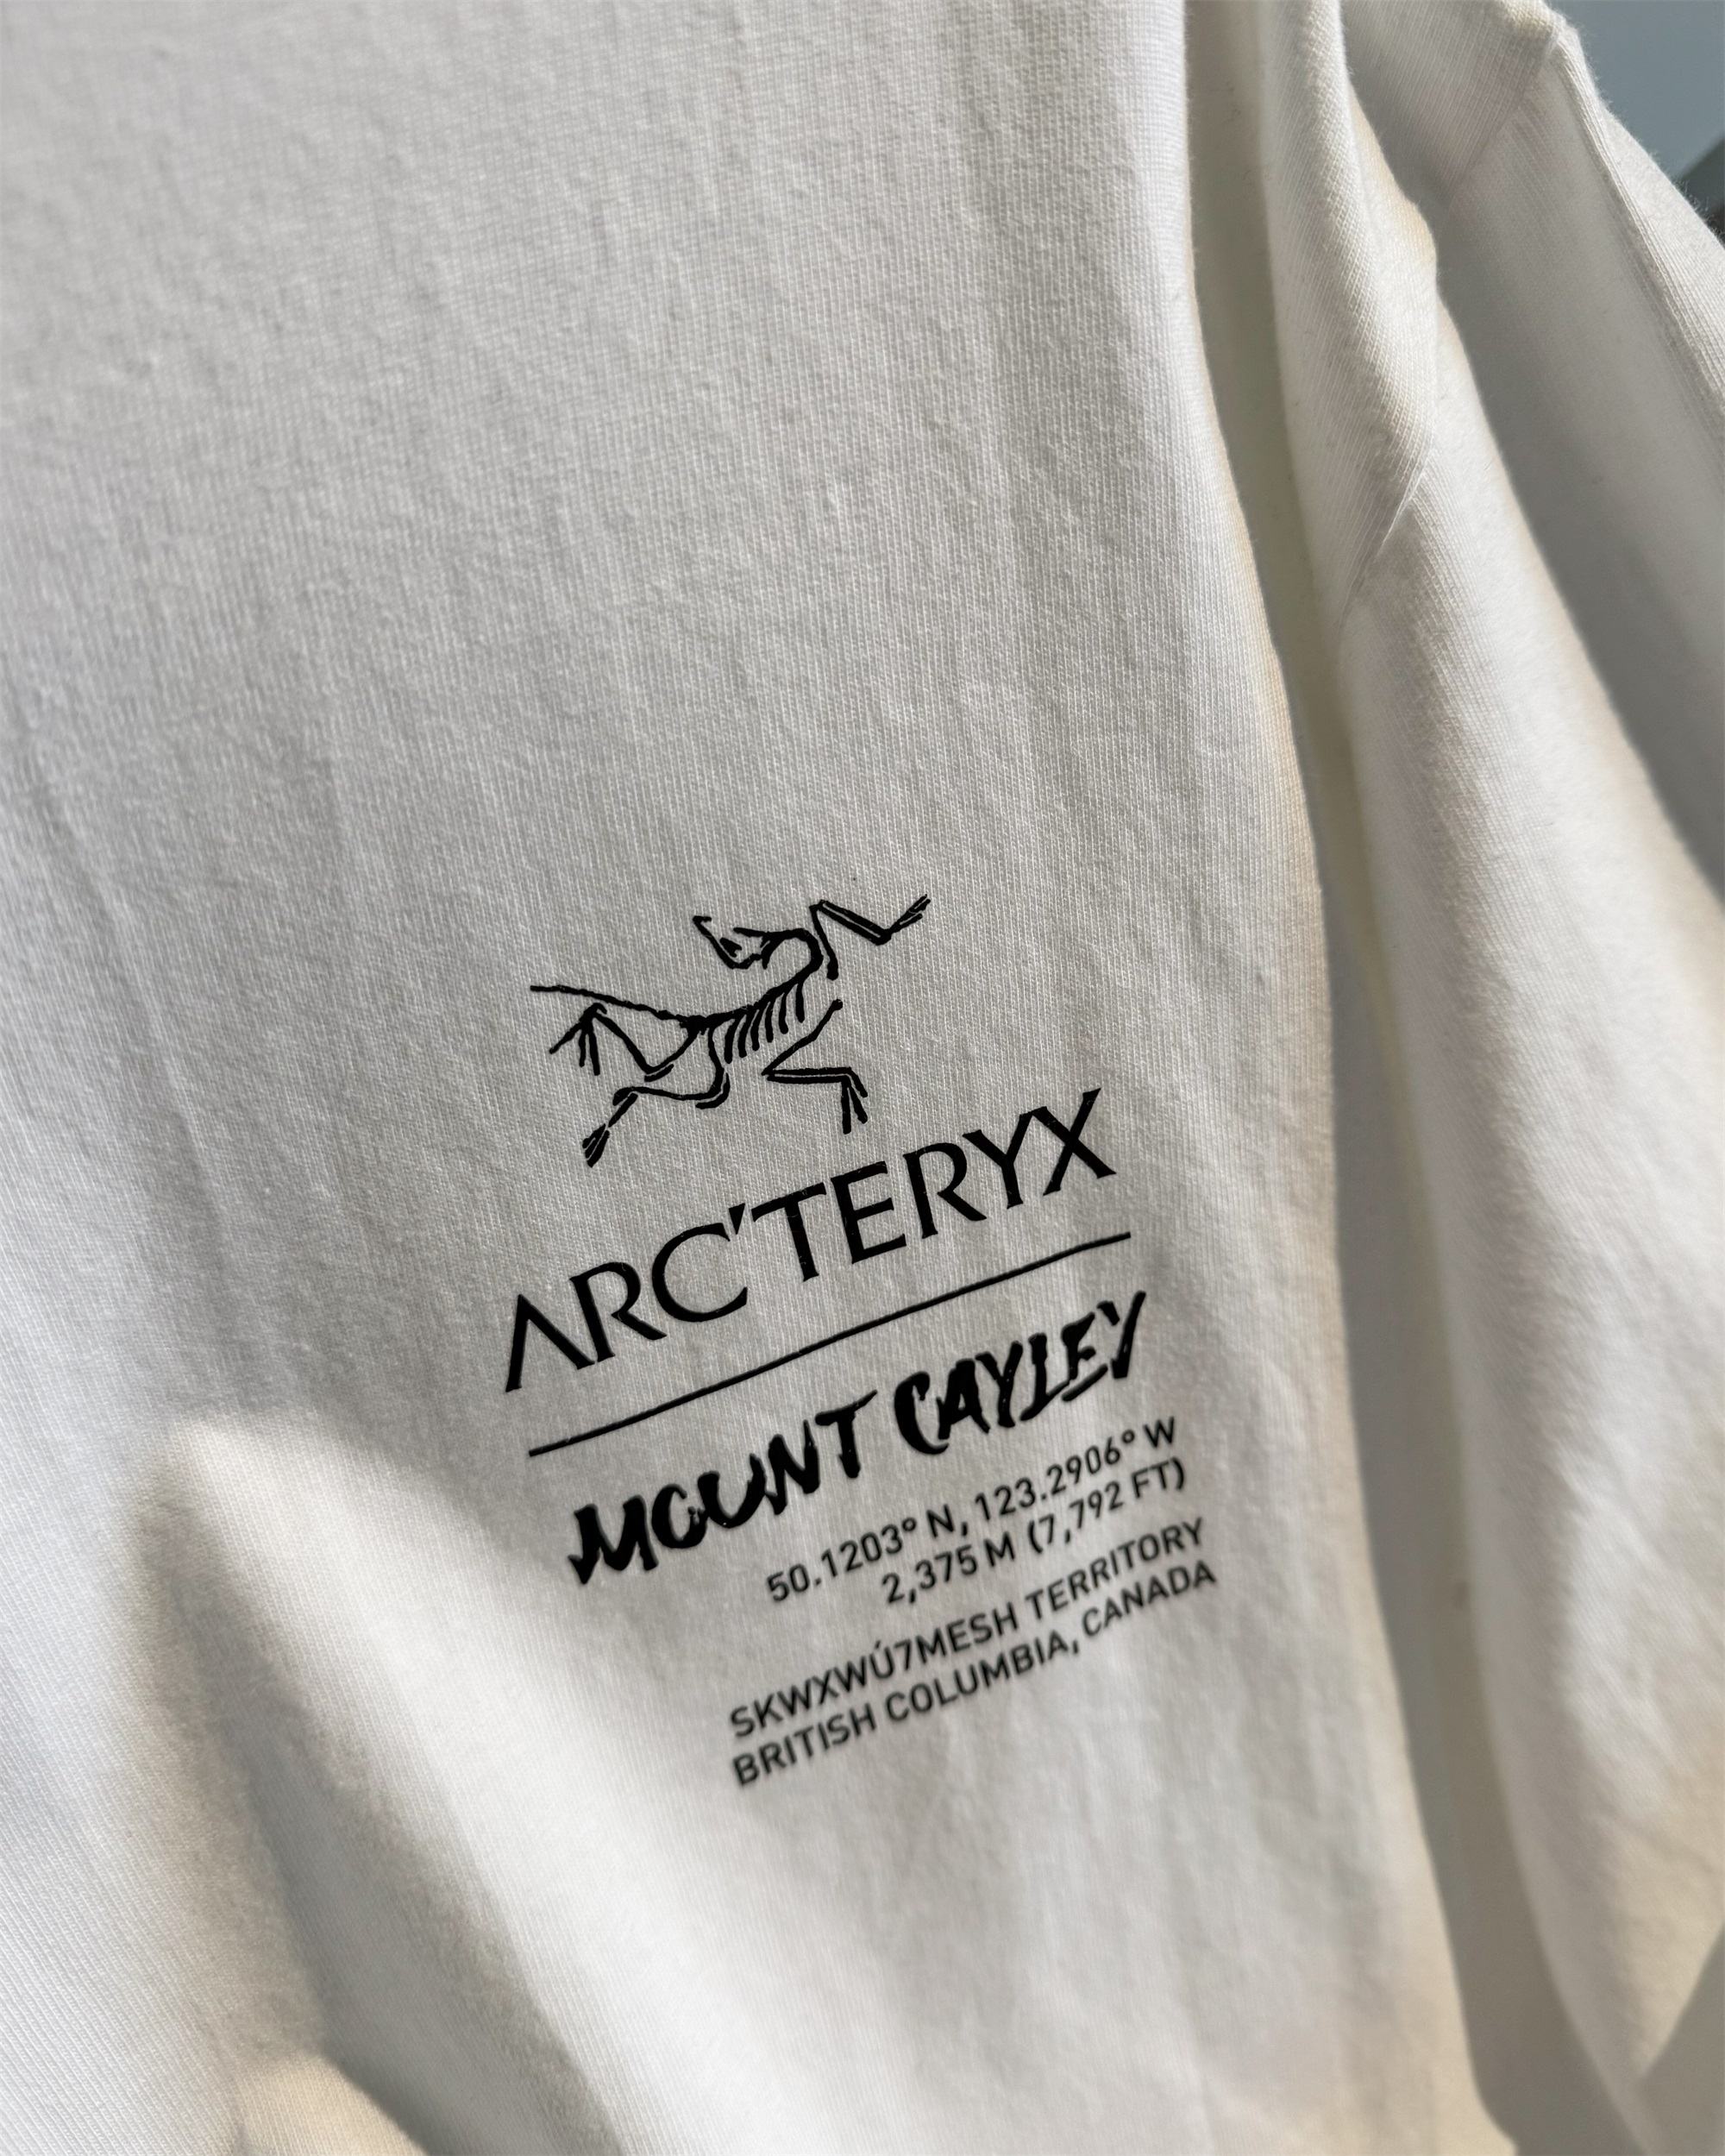 ARC'TERYX
MOUNT CAYLEY
50.1203° N, 123.2906° W
2,375 M (7,792 FT)
SKWXWÚ7MESH TERRITORY
BRITISH COLUMBIA, CANADA